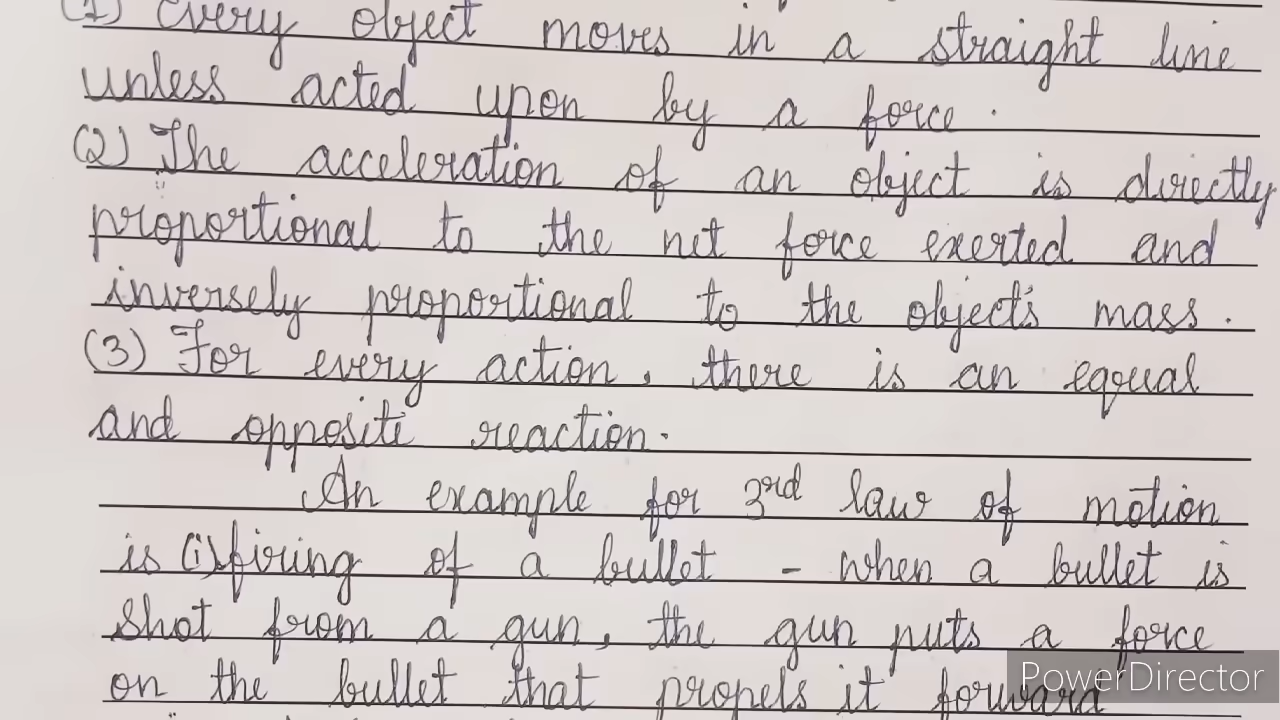 (1) Every object moves in a straight line
unless acted upon by a force.
(2) The acceleration of an object is directly
proportional to the net force exerted and
inversely proportional to the object's mass.
(3) For every action, there is an equal
and opposite reaction.
An example for 3rd law of motion
is (i) firing of a bullet - when a bullet is
shot from a gun, the gun puts a force
on the bullet that propels it forward
PowerDirector